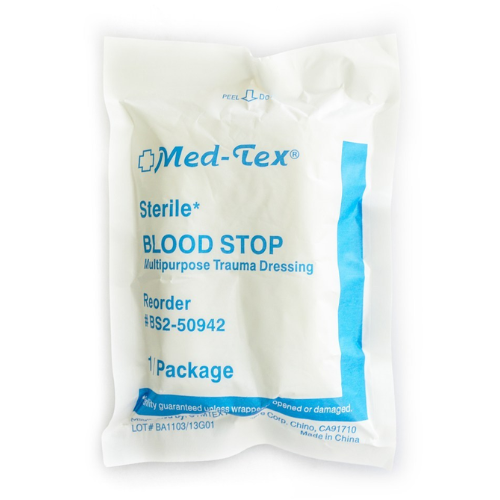 PEEL
Med-Tex®
Sterile*
BLOOD STOP
Multipurpose Trauma Dressing
Reorder
#BS2-50942
1/Package
guaranteed unless opened or damaged.
Corp. Chino, CA91710
LOT# BA1103/13G01
Made in China